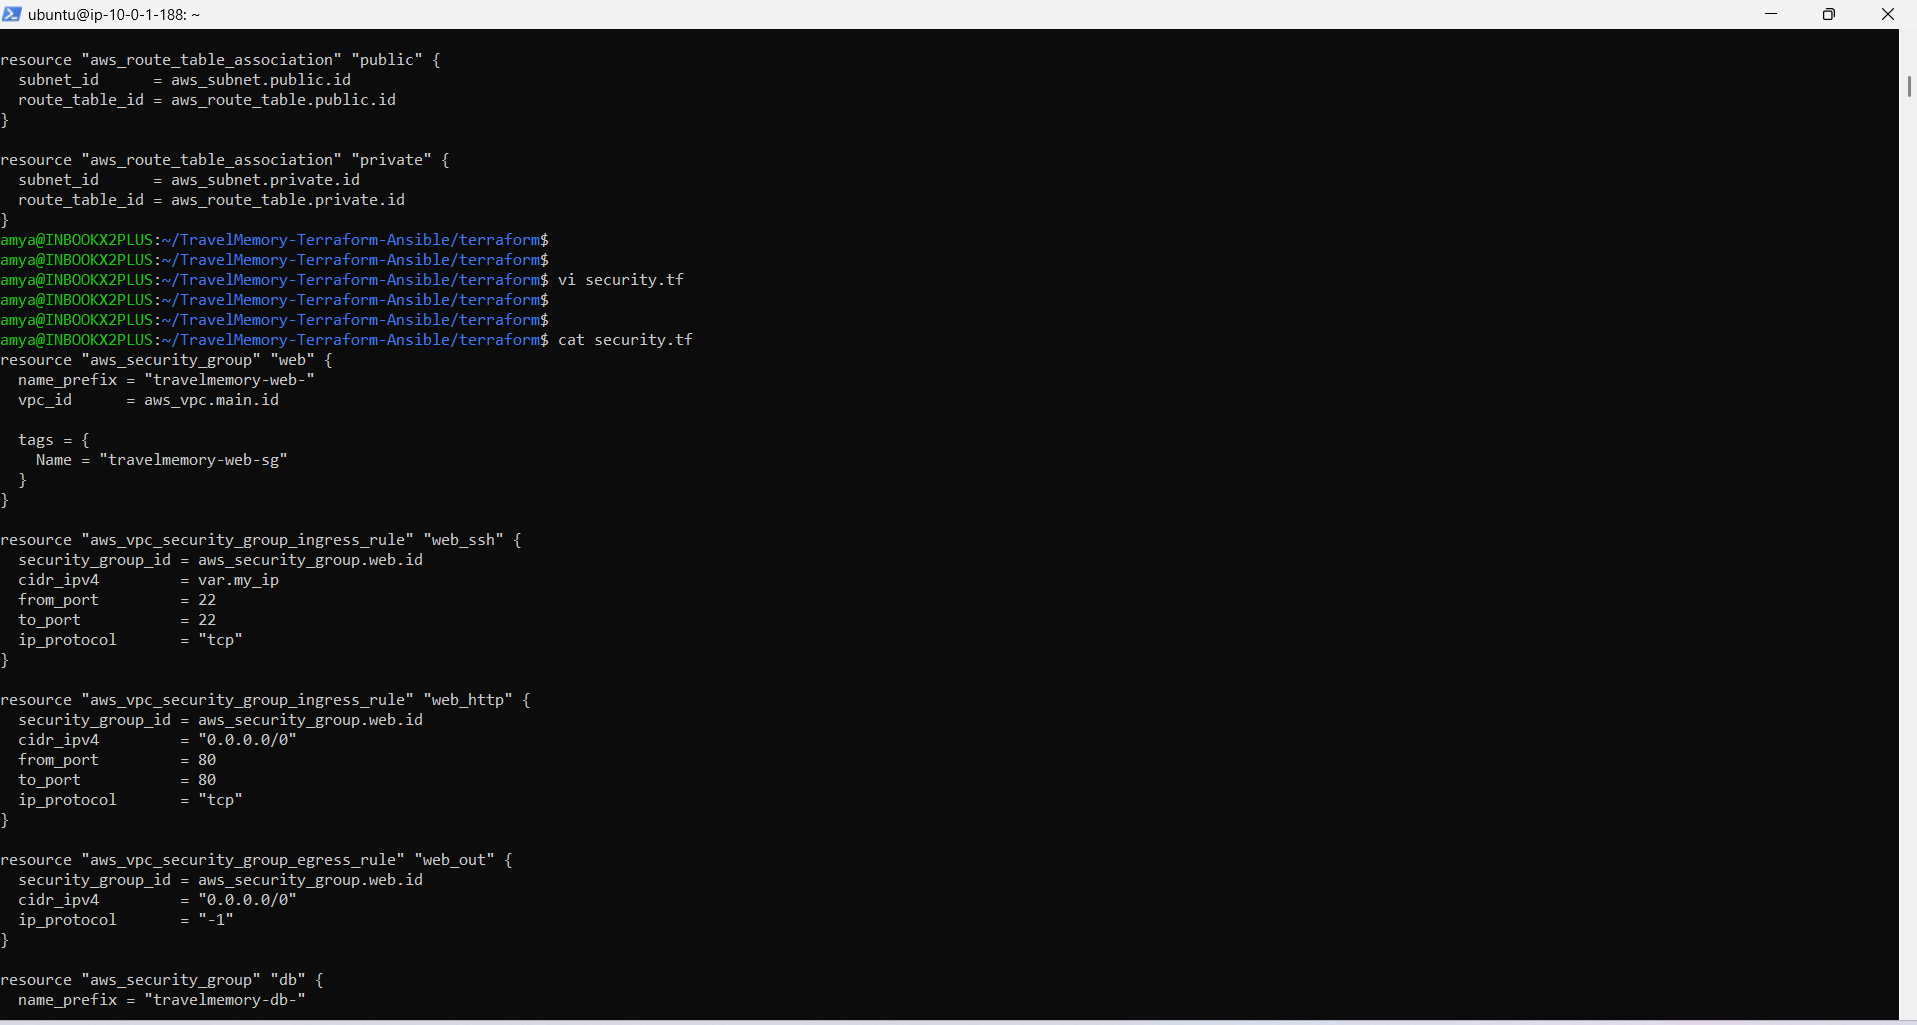 ubuntu@ip-10-0-1-188: ~
resource "aws_route_table_association" "public" {
  subnet_id      = aws_subnet.public.id
  route_table_id = aws_route_table.public.id
}
resource "aws_route_table_association" "private" {
  subnet_id      = aws_subnet.private.id
  route_table_id = aws_route_table.private.id
}
amya@INBOOKX2PLUS:~/TravelMemory-Terraform-Ansible/terraform$
amya@INBOOKX2PLUS:~/TravelMemory-Terraform-Ansible/terraform$
amya@INBOOKX2PLUS:~/TravelMemory-Terraform-Ansible/terraform$ vi security.tf
amya@INBOOKX2PLUS:~/TravelMemory-Terraform-Ansible/terraform$
amya@INBOOKX2PLUS:~/TravelMemory-Terraform-Ansible/terraform$
amya@INBOOKX2PLUS:~/TravelMemory-Terraform-Ansible/terraform$ cat security.tf
resource "aws_security_group" "web" {
  name_prefix = "travelmemory-web-"
  vpc_id      = aws_vpc.main.id
  tags = {
    Name = "travelmemory-web-sg"
  }
}
resource "aws_vpc_security_group_ingress_rule" "web_ssh" {
  security_group_id = aws_security_group.web.id
  cidr_ipv4         = var.my_ip
  from_port         = 22
  to_port           = 22
  ip_protocol       = "tcp"
}
resource "aws_vpc_security_group_ingress_rule" "web_http" {
  security_group_id = aws_security_group.web.id
  cidr_ipv4         = "0.0.0.0/0"
  from_port         = 80
  to_port           = 80
  ip_protocol       = "tcp"
}
resource "aws_vpc_security_group_egress_rule" "web_out" {
  security_group_id = aws_security_group.web.id
  cidr_ipv4         = "0.0.0.0/0"
  ip_protocol       = "-1"
}
resource "aws_security_group" "db" {
  name_prefix = "travelmemory-db-"